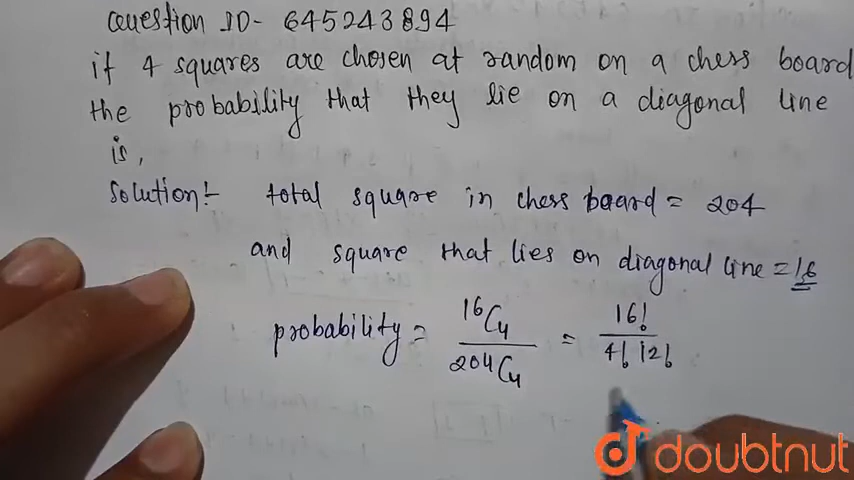 Question ID- 645243894
if 4 squares are chosen at random on a chess board
the probability that they lie on a diagonal line
is,
Solution!- total square in chess board = 204
and square that lies on diagonal line = 16
probability = 16C4 / 204C4 = 16! / 4! 12!
doubtnut